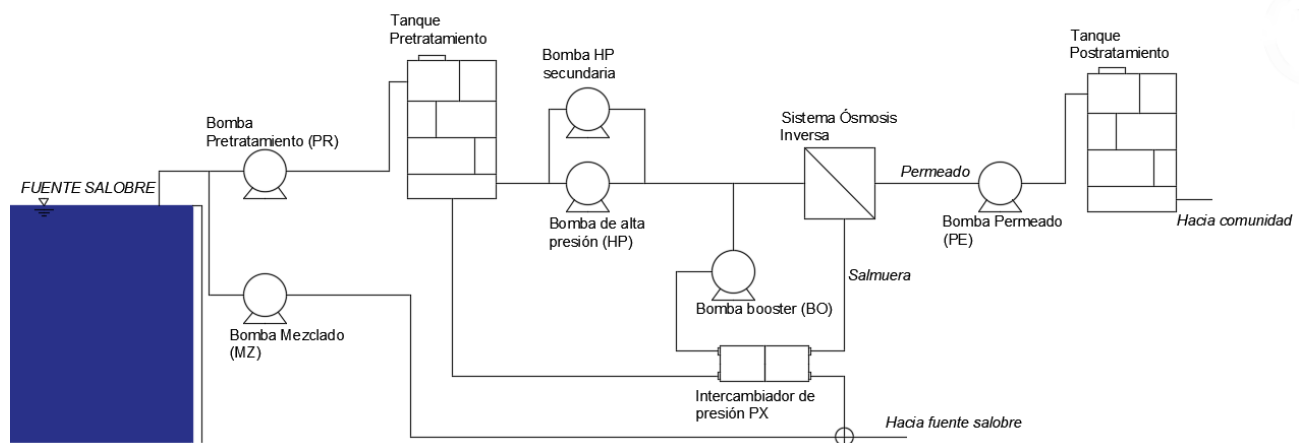 Tanque
Pretratamiento
Bomba HP
secundaria
Tanque
Postratamiento
Bomba
Pretratamiento (PR)
Sistema Ósmosis
Inversa
FUENTE SALOBRE
Permeado
Bomba de alta
presión (HP)
Bomba Permeado
(PE)
Hacia comunidad
Salmuera
Bomba booster (BO)
Bomba Mezclado
(MZ)
Intercambiador de
presión PX
Hacia fuente salobre